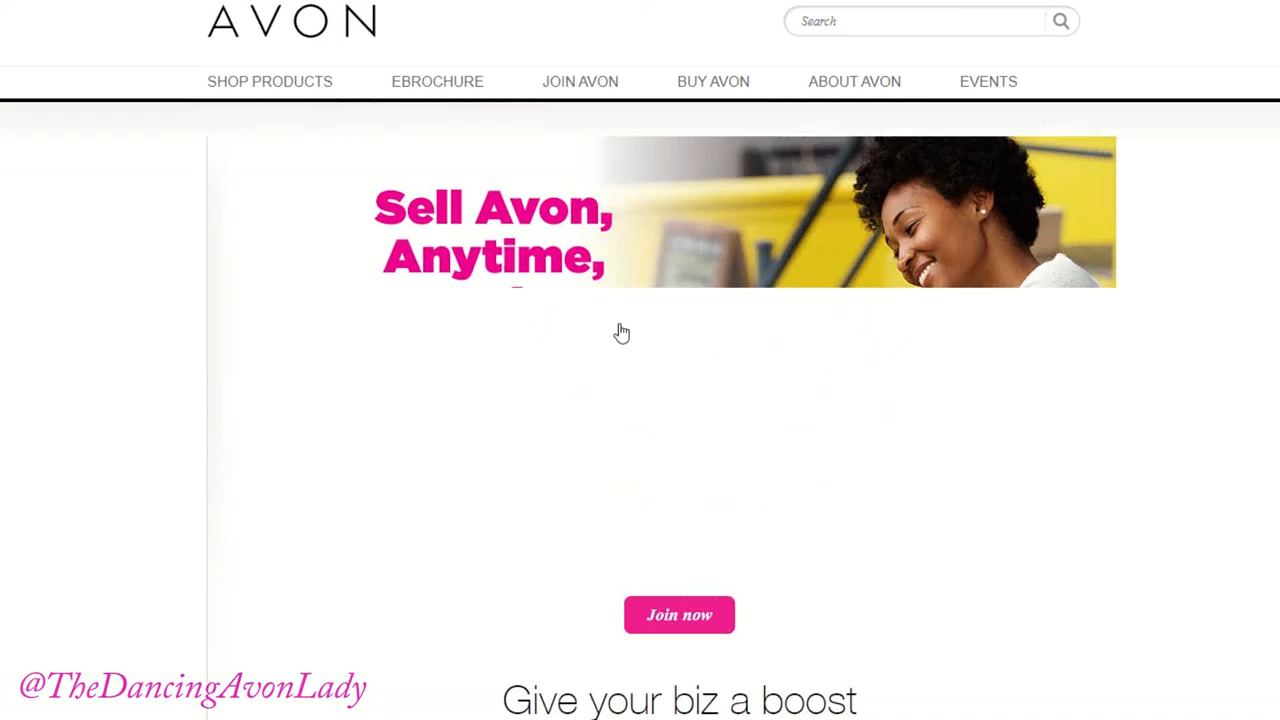 AVON
Search
SHOP PRODUCTS EBROCHURE JOIN AVON BUY AVON ABOUT AVON EVENTS
Sell Avon,
Anytime,
Join now
@TheDancingAvonLady
Give your biz a boost